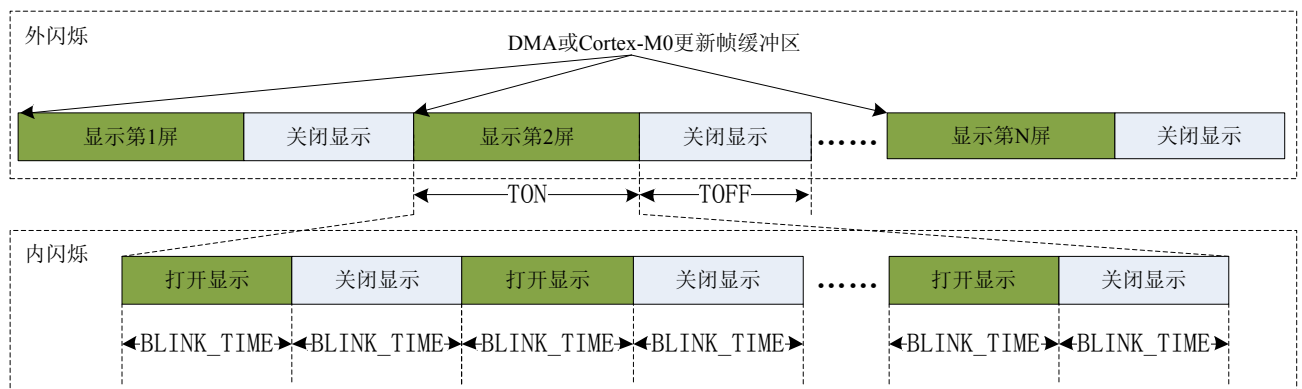 外闪烁
DMA或Cortex-M0更新帧缓冲区
显示第1屏 关闭显示 显示第2屏 关闭显示 …… 显示第N屏 关闭显示
TON TOFF
内闪烁
打开显示 关闭显示 打开显示 关闭显示 …… 打开显示 关闭显示
BLINK_TIME BLINK_TIME BLINK_TIME BLINK_TIME BLINK_TIME BLINK_TIME